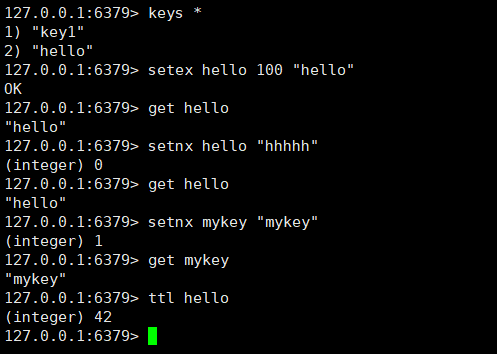 127.0.0.1:6379> keys *
1) "key1"
2) "hello"
127.0.0.1:6379> setex hello 100 "hello"
OK
127.0.0.1:6379> get hello
"hello"
127.0.0.1:6379> setnx hello "hhhhh"
(integer) 0
127.0.0.1:6379> get hello
"hello"
127.0.0.1:6379> setnx mykey "mykey"
(integer) 1
127.0.0.1:6379> get mykey
"mykey"
127.0.0.1:6379> ttl hello
(integer) 42
127.0.0.1:6379>